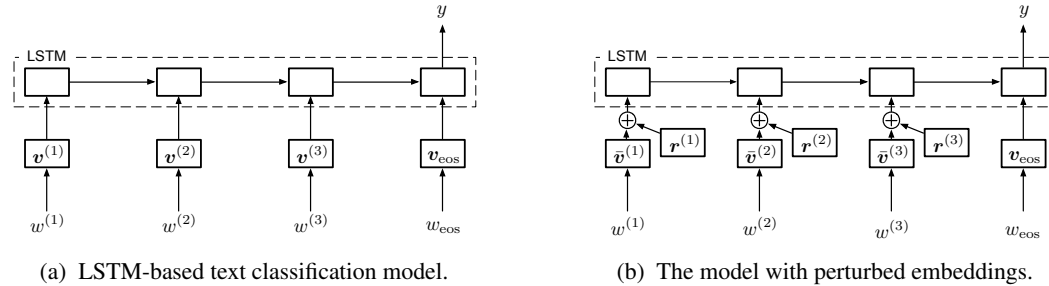 y
LSTM
v^(1) v^(2) v^(3) v_eos
w^(1) w^(2) w^(3) w_eos
(a) LSTM-based text classification model.
y
LSTM
+ + +
r^(1) r^(2) r^(3)
v̄^(1) v̄^(2) v̄^(3) v_eos
w^(1) w^(2) w^(3) w_eos
(b) The model with perturbed embeddings.